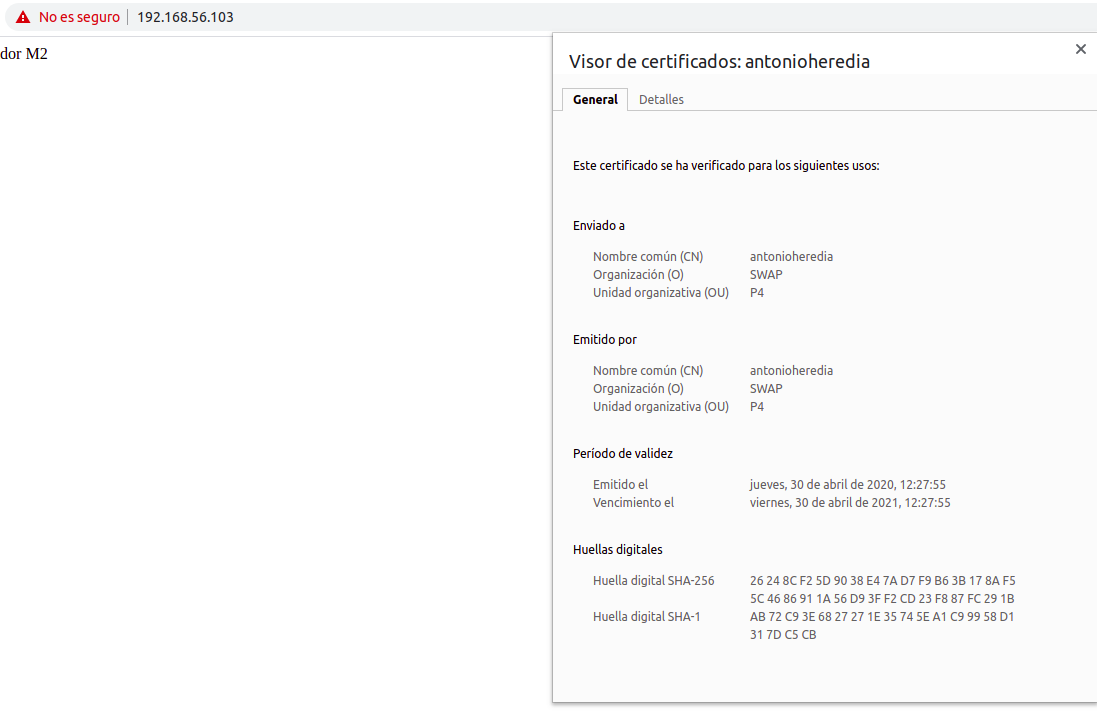 No es seguro 192.168.56.103
dor M2
Visor de certificados: antonioheredia
General Detalles
Este certificado se ha verificado para los siguientes usos:
Enviado a
Nombre común (CN) antonioheredia
Organización (O) SWAP
Unidad organizativa (OU) P4
Emitido por
Nombre común (CN) antonioheredia
Organización (O) SWAP
Unidad organizativa (OU) P4
Período de validez
Emitido el jueves, 30 de abril de 2020, 12:27:55
Vencimiento el viernes, 30 de abril de 2021, 12:27:55
Huellas digitales
Huella digital SHA-256 26 24 8C F2 5D 90 38 E4 7A D7 F9 B6 3B 17 8A F5
5C 46 86 91 1A 56 D9 3F F2 CD 23 F8 87 FC 29 1B
Huella digital SHA-1 AB 72 C9 3E 68 27 27 1E 35 74 5E A1 C9 99 58 D1
31 7D C5 CB